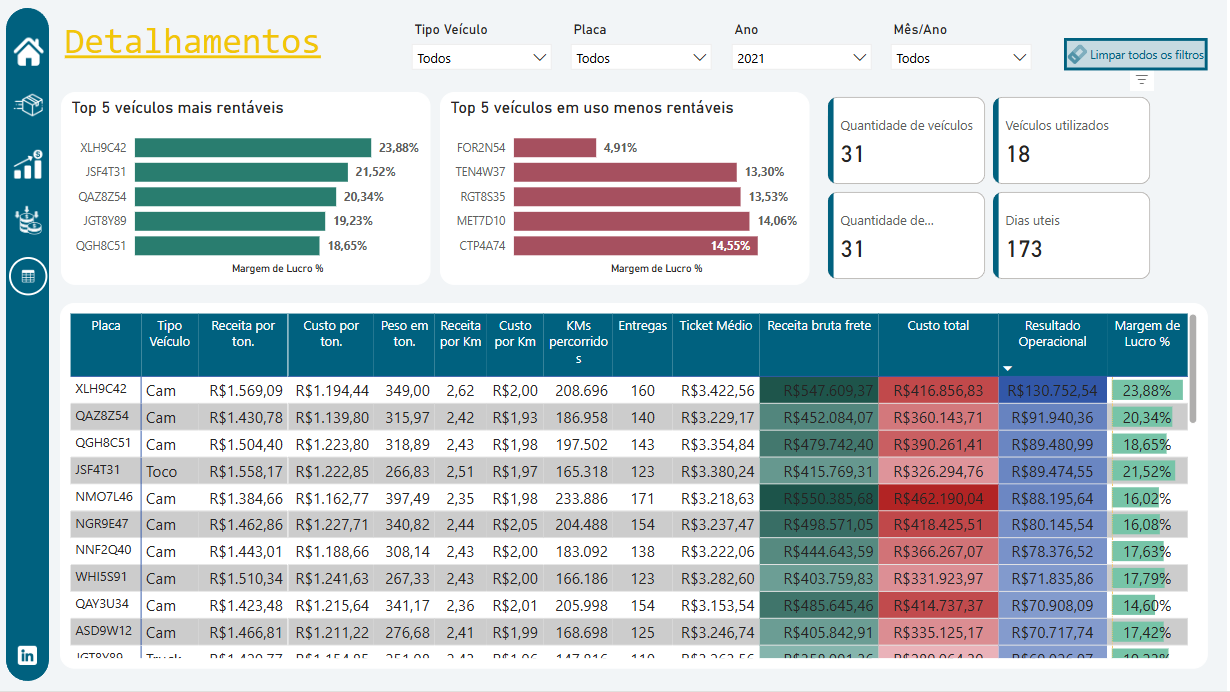 Detalhamentos
Tipo Veículo
Todos
Placa
Todos
Ano
2021
Mês/Ano
Todos
Limpar todos os filtros
Top 5 veículos mais rentáveis
XLH9C42 23,88%
JSF4T31 21,52%
QAZ8Z54 20,34%
JGT8Y89 19,23%
QGH8C51 18,65%
Margem de Lucro %
Top 5 veículos em uso menos rentáveis
FOR2N54 4,91%
TEN4W37 13,30%
RGT8S35 13,53%
MET7D10 14,06%
CTP4A74 14,55%
Margem de Lucro %
Quantidade de veículos
31
Veículos utilizados
18
Quantidade de...
31
Dias uteis
173
Placa Tipo Veículo Receita por ton. Custo por ton. Peso em ton. Receita por Km Custo por Km KMs percorridos Entregas Ticket Médio Receita bruta frete Custo total Resultado Operacional Margem de Lucro %
XLH9C42 Cam R$1.569,09 R$1.194,44 349,00 2,62 R$2,00 208.696 160 R$3.422,56 R$547.609,37 R$416.856,83 R$130.752,54 23,88%
QAZ8Z54 Cam R$1.430,78 R$1.139,80 315,97 2,42 R$1,93 186.958 140 R$3.229,17 R$452.084,07 R$360.143,71 R$91.940,36 20,34%
QGH8C51 Cam R$1.504,40 R$1.223,80 318,89 2,43 R$1,98 197.502 143 R$3.354,84 R$479.742,40 R$390.261,41 R$89.480,99 18,65%
JSF4T31 Toco R$1.558,17 R$1.222,85 266,83 2,51 R$1,97 165.318 123 R$3.380,24 R$415.769,31 R$326.294,76 R$89.474,55 21,52%
NMO7L46 Cam R$1.384,66 R$1.162,77 397,49 2,35 R$1,98 233.886 171 R$3.218,63 R$550.385,68 R$462.190,04 R$88.195,64 16,02%
NGR9E47 Cam R$1.462,86 R$1.227,71 340,82 2,44 R$2,05 204.488 154 R$3.237,47 R$498.571,05 R$418.425,51 R$80.145,54 16,08%
NNF2Q40 Cam R$1.443,01 R$1.188,66 308,14 2,43 R$2,00 183.092 138 R$3.222,06 R$444.643,59 R$366.267,07 R$78.376,52 17,63%
WHI5S91 Cam R$1.510,34 R$1.241,63 267,33 2,43 R$2,00 166.186 123 R$3.282,60 R$403.759,83 R$331.923,97 R$71.835,86 17,79%
QAY3U34 Cam R$1.423,48 R$1.215,64 341,17 2,36 R$2,01 205.998 154 R$3.153,54 R$485.645,46 R$414.737,37 R$70.908,09 14,60%
ASD9W12 Cam R$1.466,81 R$1.211,22 276,68 2,41 R$1,99 168.698 125 R$3.246,74 R$405.842,91 R$335.125,17 R$70.717,74 17,42%
JGT8Y89 Truck
in